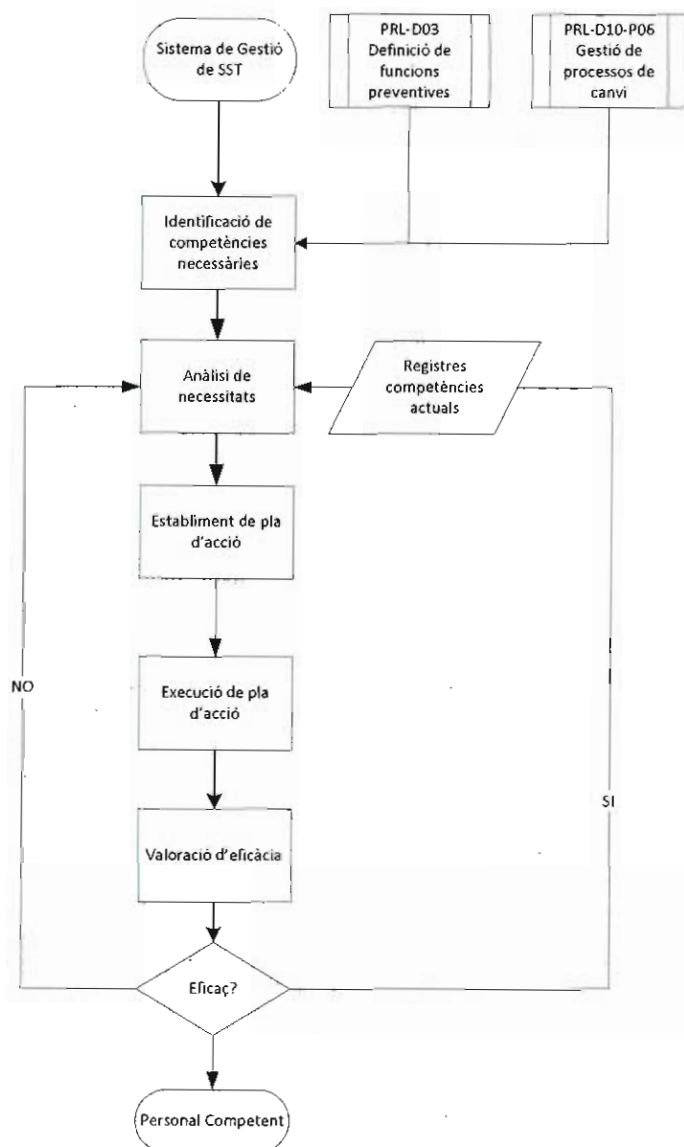 Sistema de Gestió
de SST
PRL-D03
Definició de
funcions
preventives
PRL-D10-P06
Gestió de
processos de
canvi
Identificació de
competències
necessàries
Anàlisi de
necessitats
Registres
competències
actuals
Establiment de pla
d'acció
Execució de pla
d'acció
NO
SI
Valoració d'eficàcia
Eficaç?
Personal Competent